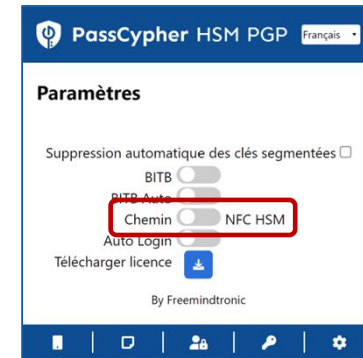 PassCypher HSM PGP Français
Paramètres
Suppression automatique des clés segmentées
BITB
BITB Auto
Chemin NFC HSM
Auto Login
Télécharger licence
By Freemindtronic